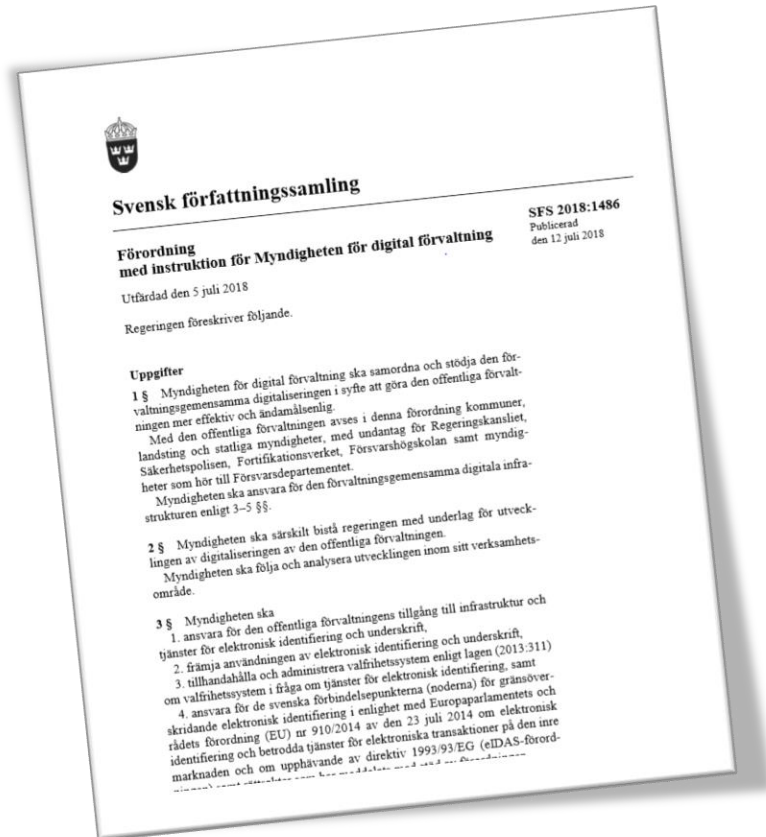 Svensk författningssamling
Förordning
med instruktion för Myndigheten för digital förvaltning
SFS 2018:1486
Publicerad
den 12 juli 2018
Utfärdad den 5 juli 2018
Regeringen föreskriver följande.
Uppgifter
1 § Myndigheten för digital förvaltning ska samordna och stödja den för-
valtningsgemensamma digitaliseringen i syfte att göra den offentliga förvalt-
ningen mer effektiv och ändamålsenlig.
Med den offentliga förvaltningen avses i denna förordning kommuner,
landsting och statliga myndigheter, med undantag för Regeringskansliet,
Säkerhetspolisen, Fortifikationsverket, Försvarshögskolan samt myndig-
heter som hör till Försvarsdepartementet.
Myndigheten ska ansvara för den förvaltningsgemensamma digitala infra-
strukturen enligt 3–5 §§.
2 § Myndigheten ska särskilt bistå regeringen med underlag för utveck-
lingen av digitaliseringen av den offentliga förvaltningen.
Myndigheten ska följa och analysera utvecklingen inom sitt verksamhets-
område.
3 § Myndigheten ska
1. ansvara för den offentliga förvaltningens tillgång till infrastruktur och
tjänster för elektronisk identifiering och underskrift,
2. främja användningen av elektronisk identifiering och underskrift,
3. tillhandahålla och administrera valfrihetssystem enligt lagen (2013:311)
om valfrihetssystem i fråga om tjänster för elektronisk identifiering, samt
4. ansvara för de svenska förbindelsepunkterna (noderna) för gränsöver-
skridande elektronisk identifiering i enlighet med Europaparlamentets och
rådets förordning (EU) nr 910/2014 av den 23 juli 2014 om elektronisk
identifiering och betrodda tjänster för elektroniska transaktioner på den inre
marknaden och om upphävande av direktiv 1993/93/EG (eIDAS-förord-